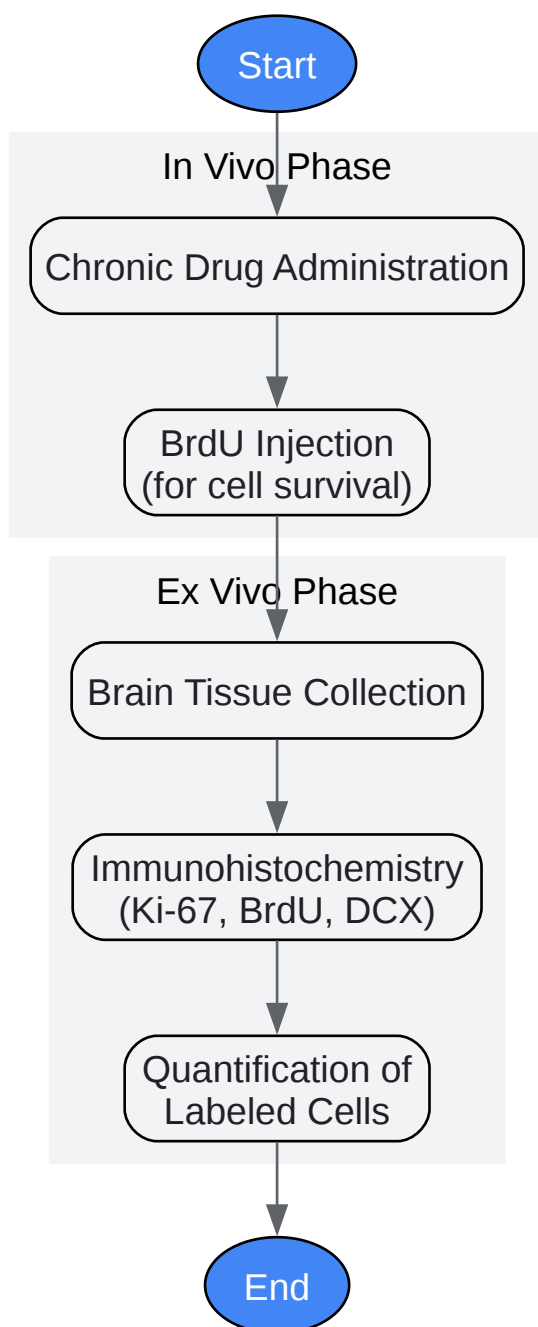 Start
In Vivo Phase
Chronic Drug Administration
BrdU Injection
(for cell survival)
Ex Vivo Phase
Brain Tissue Collection
Immunohistochemistry
(Ki-67, BrdU, DCX)
Quantification of
Labeled Cells
End